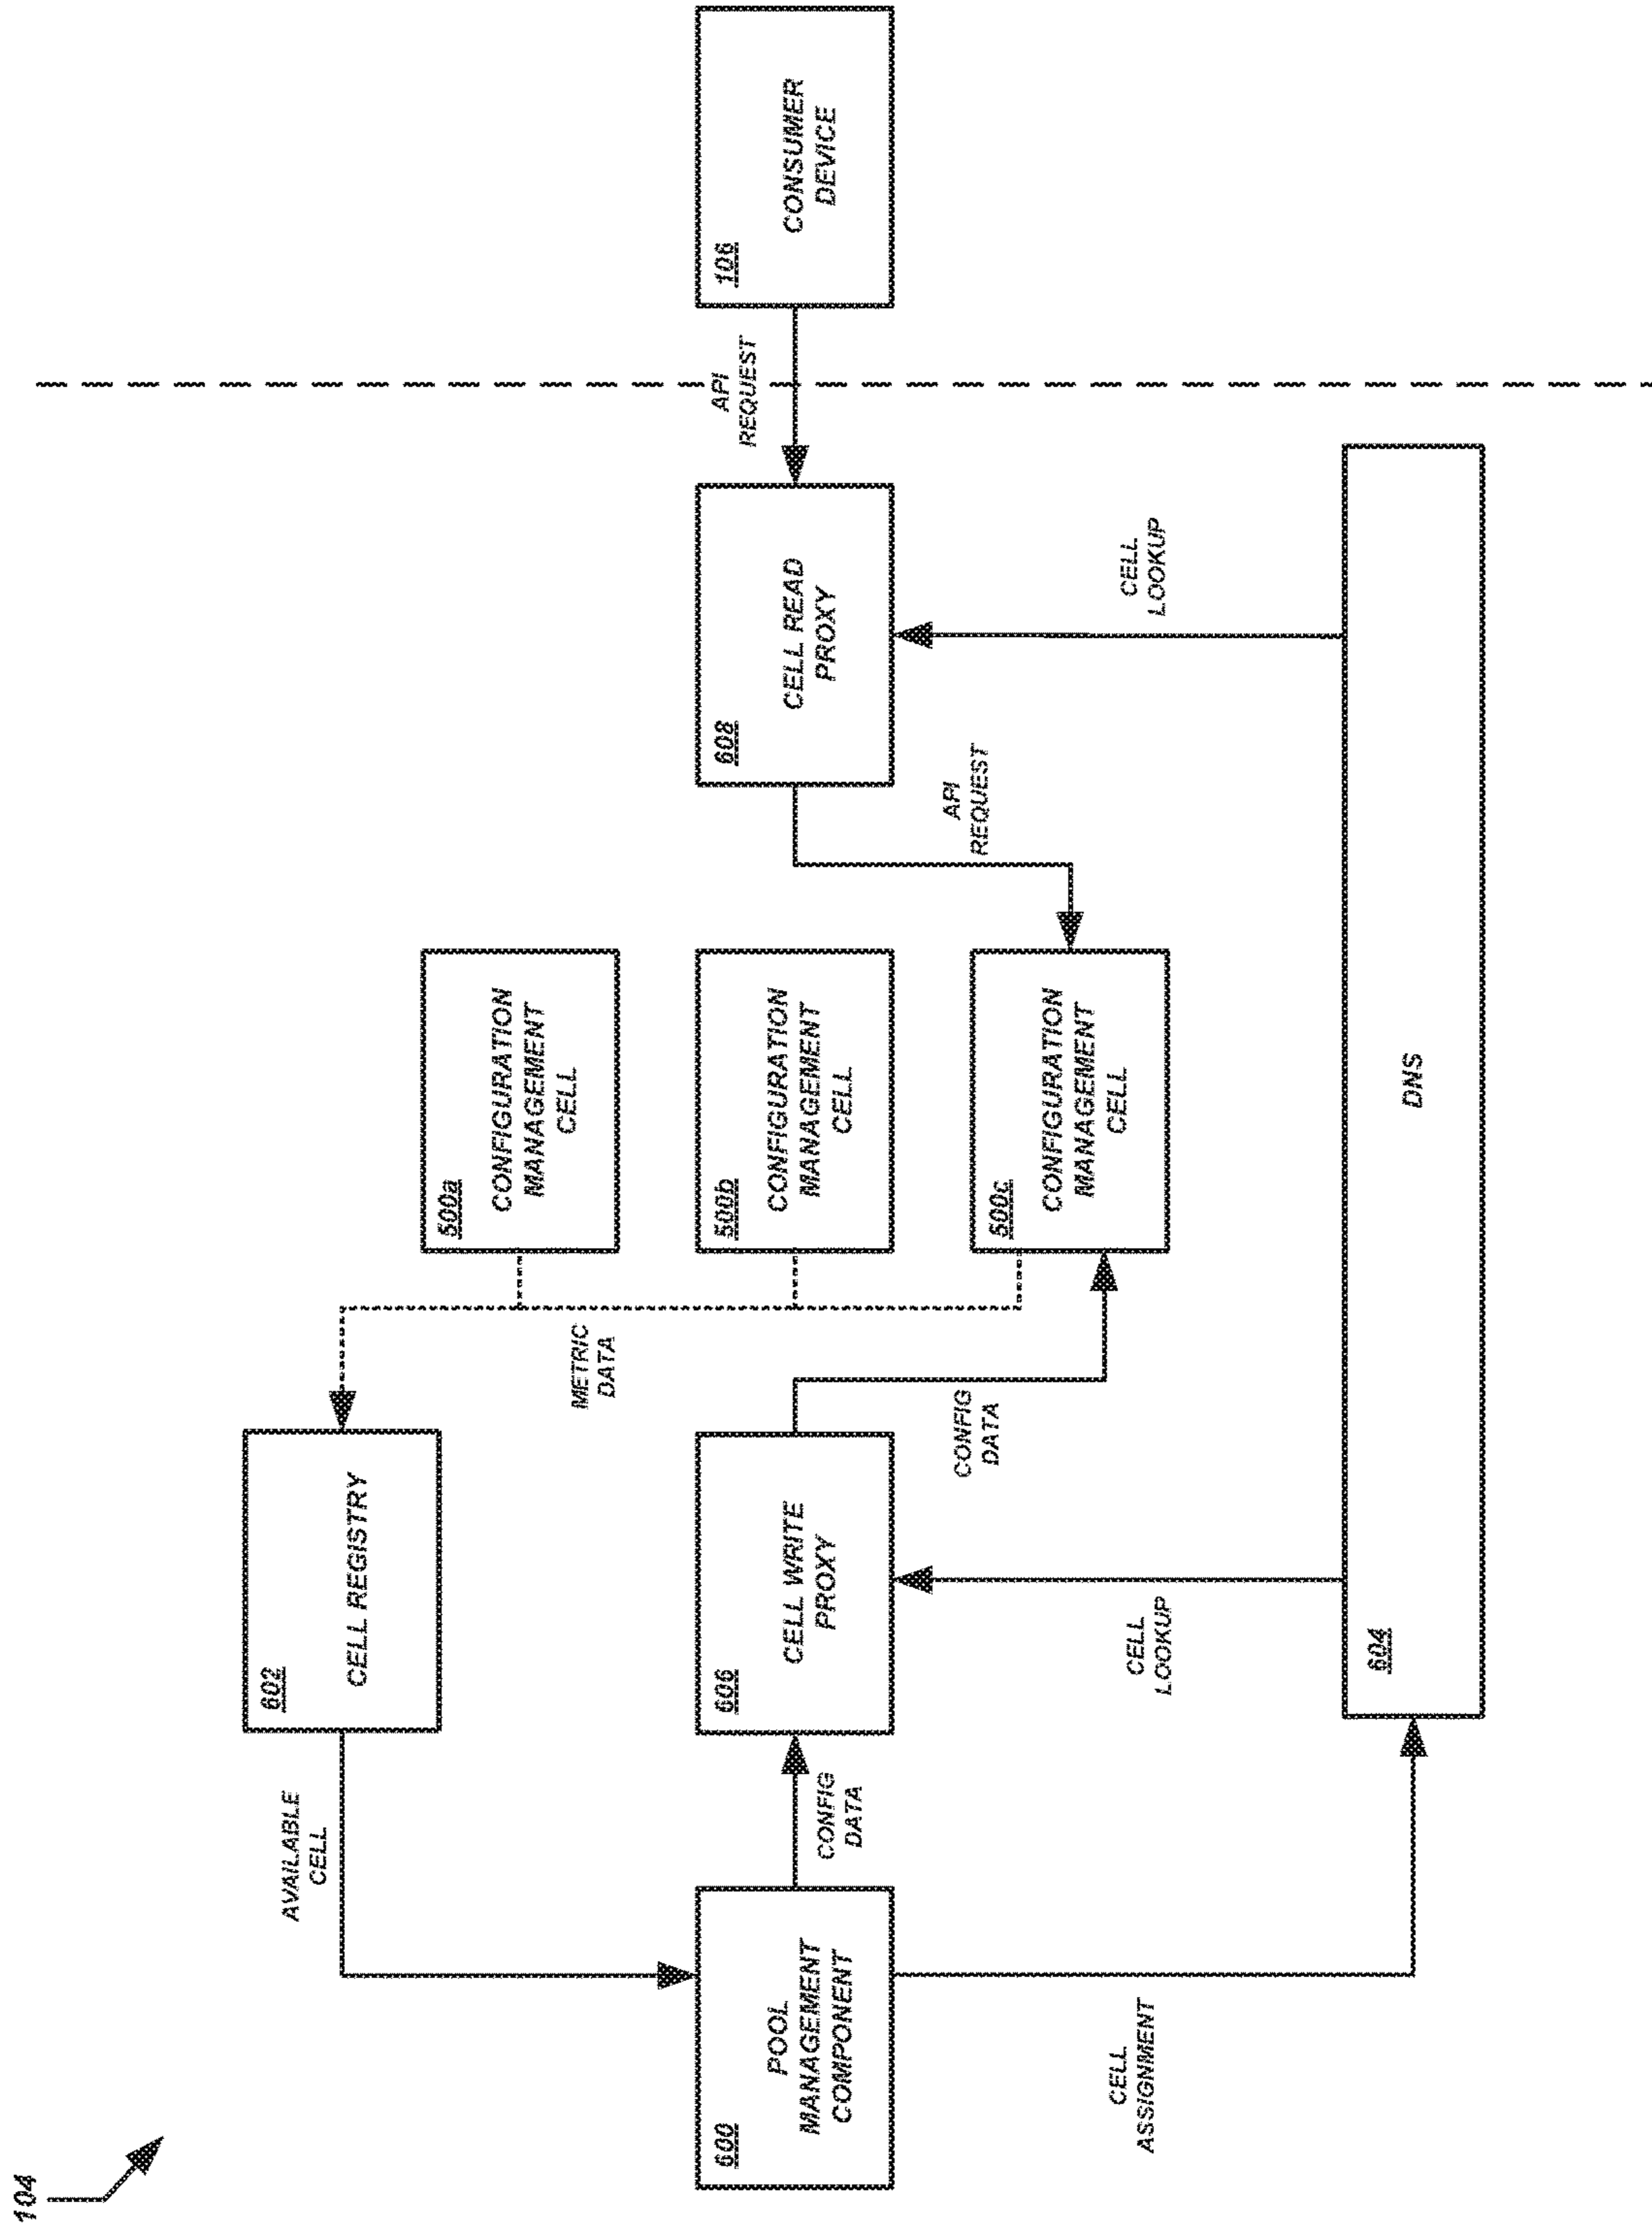 104
602
CELL REGISTRY
AVAILABLE
CELL
METRIC
DATA
500a
CONFIGURATION
MANAGEMENT
CELL
600
POOL
MANAGEMENT
COMPONENT
CONFIG
DATA
606
CELL WRITE
PROXY
500b
CONFIGURATION
MANAGEMENT
CELL
608
CELL READ
PROXY
API
REQUEST
106
CONSUMER
DEVICE
CONFIG
DATA
500c
CONFIGURATION
MANAGEMENT
CELL
API
REQUEST
CELL
ASSIGNMENT
CELL
LOOKUP
CELL
LOOKUP
604
DNS